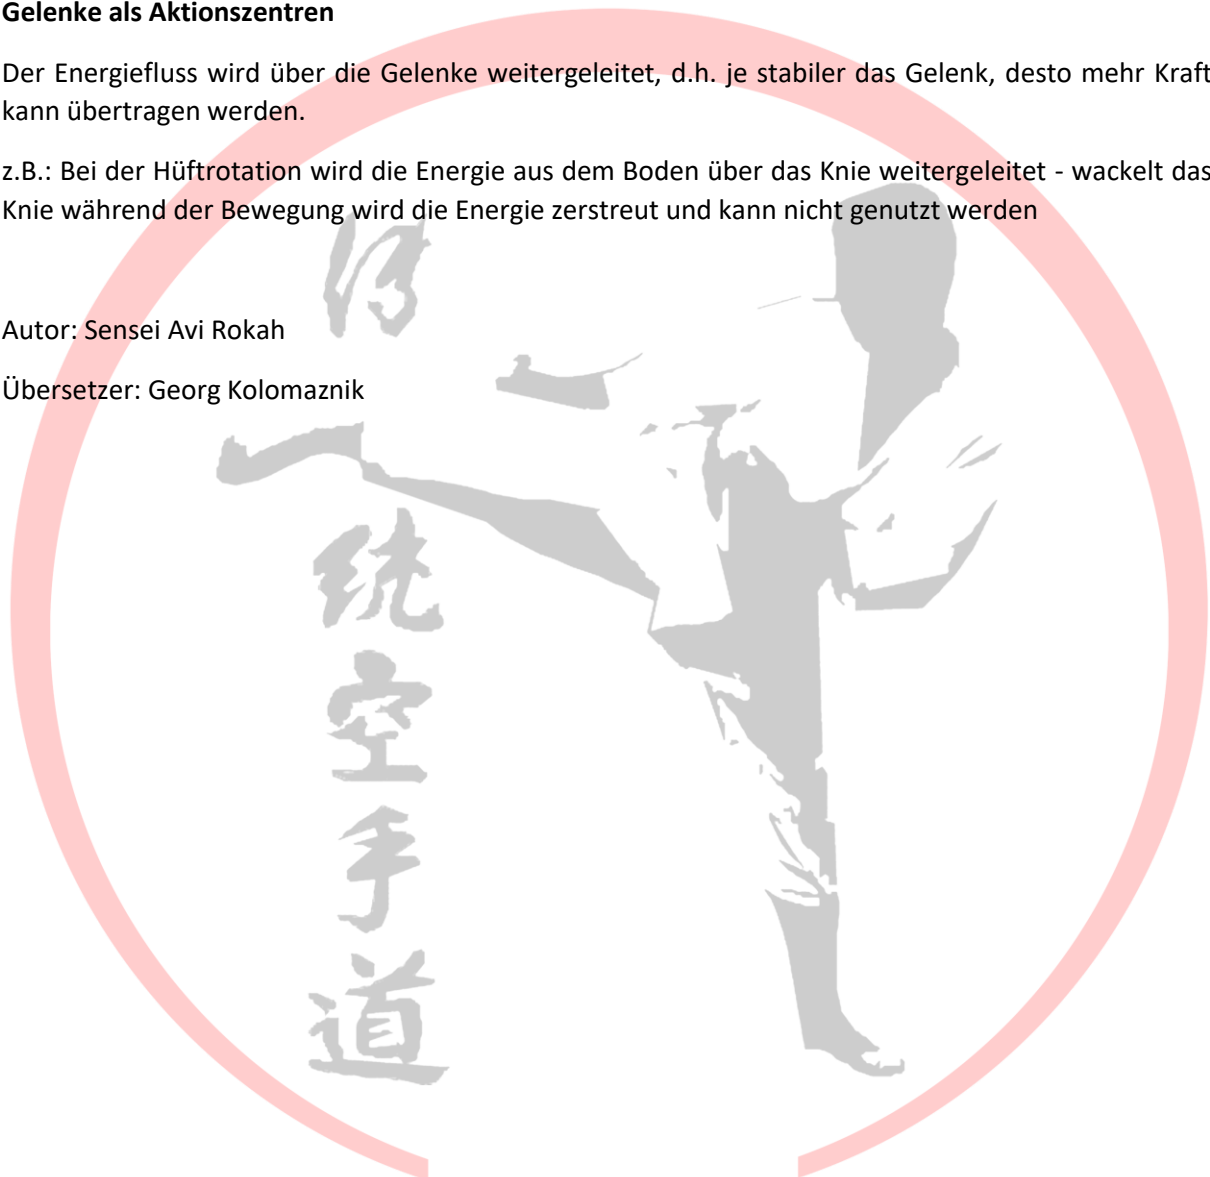 Gelenke als Aktionszentren
Der Energiefluss wird über die Gelenke weitergeleitet, d.h. je stabiler das Gelenk, desto mehr Kraft
kann übertragen werden.
z.B.: Bei der Hüftrotation wird die Energie aus dem Boden über das Knie weitergeleitet - wackelt das
Knie während der Bewegung wird die Energie zerstreut und kann nicht genutzt werden
Autor: Sensei Avi Rokah
Übersetzer: Georg Kolomaznik
统
空
手
道